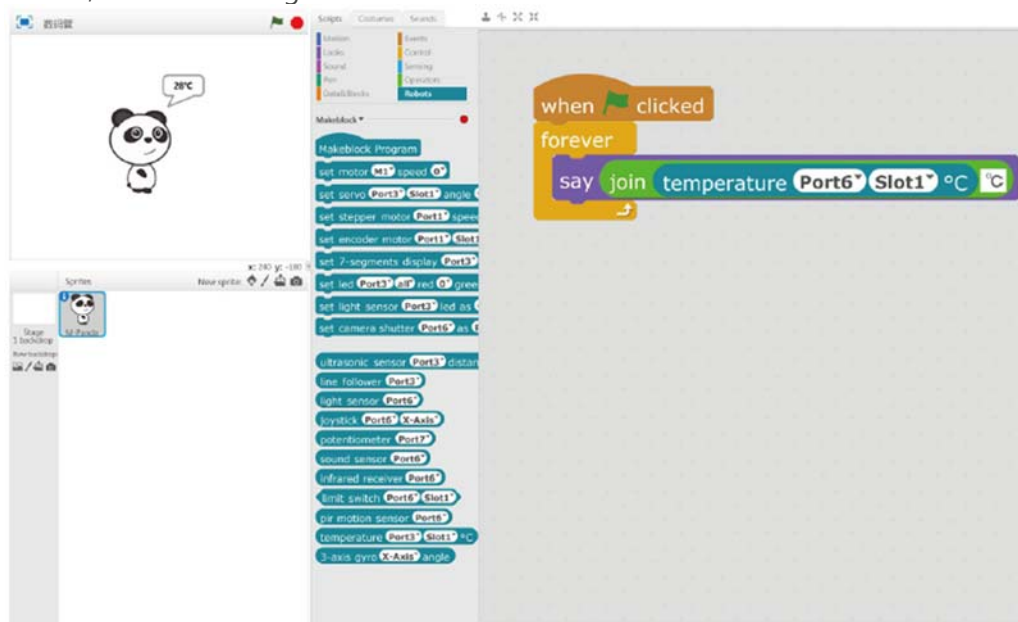 数码管
28°C
x: 240 y: -180
Sprites
New sprite:
Stage
1 backdrop
New backdrop
M-Panda
Scripts Costumes Sounds
Motion Events
Looks Control
Sound Sensing
Pen Operators
Data&Blocks Robots
Makeblock
Makeblock Program
set motor M1 speed 0
set servo Port3 Slot1 angle
set stepper motor Port1 speed
set encoder motor Port1 Slot1
set 7-segments display Port3
set led Port3 all red 0 green
set light sensor Port3 led as
set camera shutter Port6 as
ultrasonic sensor Port3 distan
line follower Port3
light sensor Port6
joystick Port6 X-Axis
potentiometer Port7
sound sensor Port6
infrared receiver Port6
limit switch Port6 Slot1
pir motion sensor Port6
temperature Port3 Slot1 °C
3-axis gyro X-Axis angle
when clicked
forever
say join temperature Port6 Slot1 °C ℃